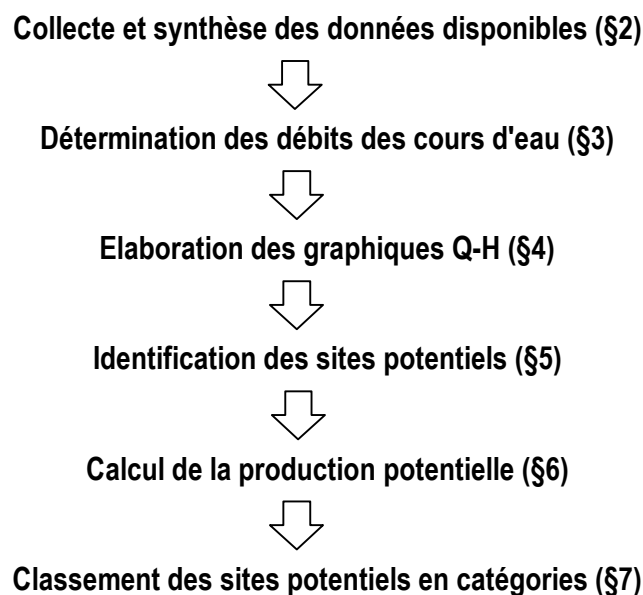 Collecte et synthèse des données disponibles (§2)
Détermination des débits des cours d'eau (§3)
Elaboration des graphiques Q-H (§4)
Identification des sites potentiels (§5)
Calcul de la production potentielle (§6)
Classement des sites potentiels en catégories (§7)